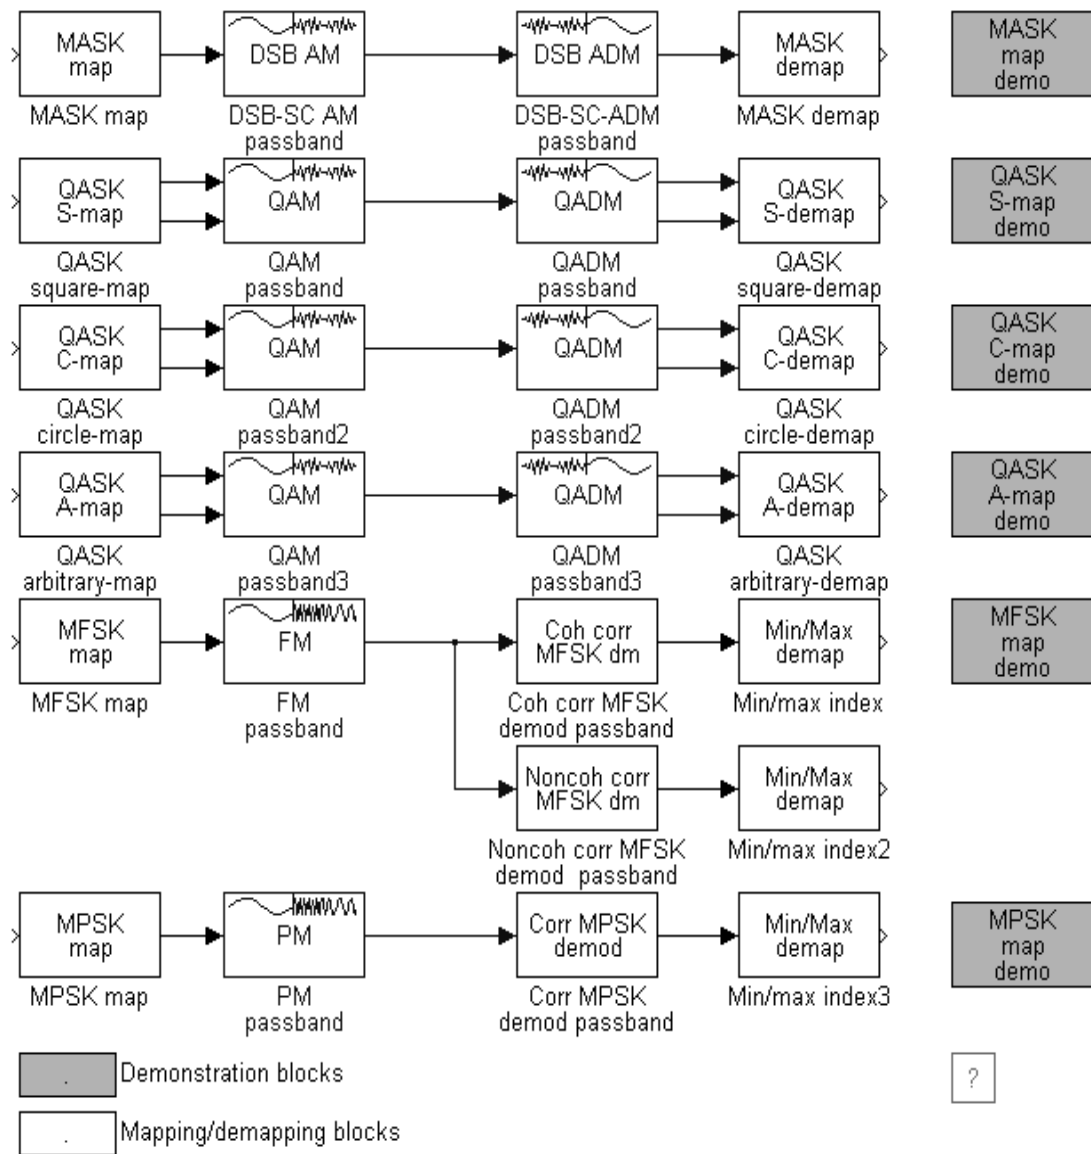 MASK
map
DSB AM
DSB ADM
MASK
demap
MASK
map
demo
MASK map
DSB-SC AM
passband
DSB-SC-ADM
passband
MASK demap
QASK
S-map
QAM
QADM
QASK
S-demap
QASK
S-map
demo
QASK
square-map
QAM
passband
QADM
passband
QASK
square-demap
QASK
C-map
QAM
QADM
QASK
C-demap
QASK
C-map
demo
QASK
circle-map
QAM
passband2
QADM
passband2
QASK
circle-demap
QASK
A-map
QAM
QADM
QASK
A-demap
QASK
A-map
demo
QASK
arbitrary-map
QAM
passband3
QADM
passband3
QASK
arbitrary-demap
MFSK
map
FM
Coh corr
MFSK dm
Min/Max
demap
MFSK
map
demo
MFSK map
FM
passband
Coh corr MFSK
demod passband
Min/max index
Noncoh corr
MFSK dm
Min/Max
demap
Noncoh corr MFSK
demod passband
Min/max index2
MPSK
map
PM
Corr MPSK
demod
Min/Max
demap
MPSK
map
demo
MPSK map
PM
passband
Corr MPSK
demod passband
Min/max index3
.
Demonstration blocks
?
.
Mapping/demapping blocks